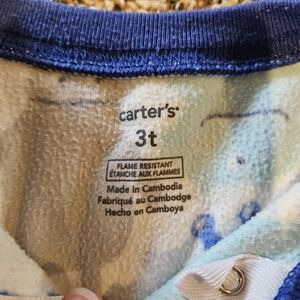 carter's
3t
FLAME RESISTANT
ÉTANCHE AUX FLAMMES
Made in Cambodia
Fabriqué au Cambodge
Hecho en Camboya